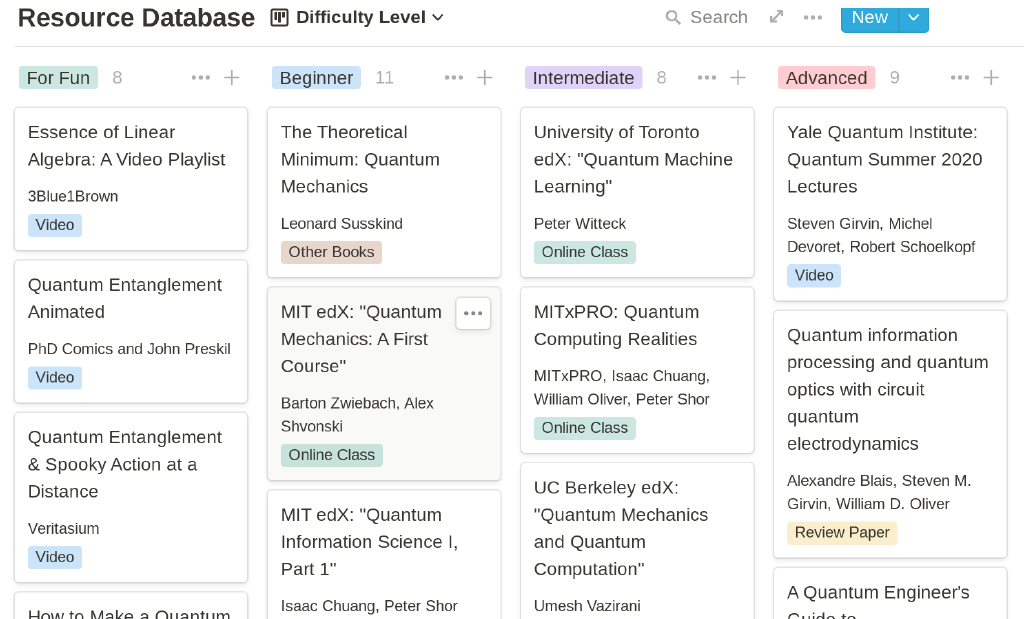 Resource Database Difficulty Level Search New
For Fun 8
Essence of Linear
Algebra: A Video Playlist
3Blue1Brown
Video
Quantum Entanglement
Animated
PhD Comics and John Preskil
Video
Quantum Entanglement
& Spooky Action at a
Distance
Veritasium
Video
How to Make a Quantum
Beginner 11
The Theoretical
Minimum: Quantum
Mechanics
Leonard Susskind
Other Books
MIT edX: "Quantum
Mechanics: A First
Course"
Barton Zwiebach, Alex
Shvonski
Online Class
MIT edX: "Quantum
Information Science I,
Part 1"
Isaac Chuang, Peter Shor
Intermediate 8
University of Toronto
edX: "Quantum Machine
Learning"
Peter Witteck
Online Class
MITxPRO: Quantum
Computing Realities
MITxPRO, Isaac Chuang,
William Oliver, Peter Shor
Online Class
UC Berkeley edX:
"Quantum Mechanics
and Quantum
Computation"
Umesh Vazirani
Advanced 9
Yale Quantum Institute:
Quantum Summer 2020
Lectures
Steven Girvin, Michel
Devoret, Robert Schoelkopf
Video
Quantum information
processing and quantum
optics with circuit
quantum
electrodynamics
Alexandre Blais, Steven M.
Girvin, William D. Oliver
Review Paper
A Quantum Engineer's
Guide to